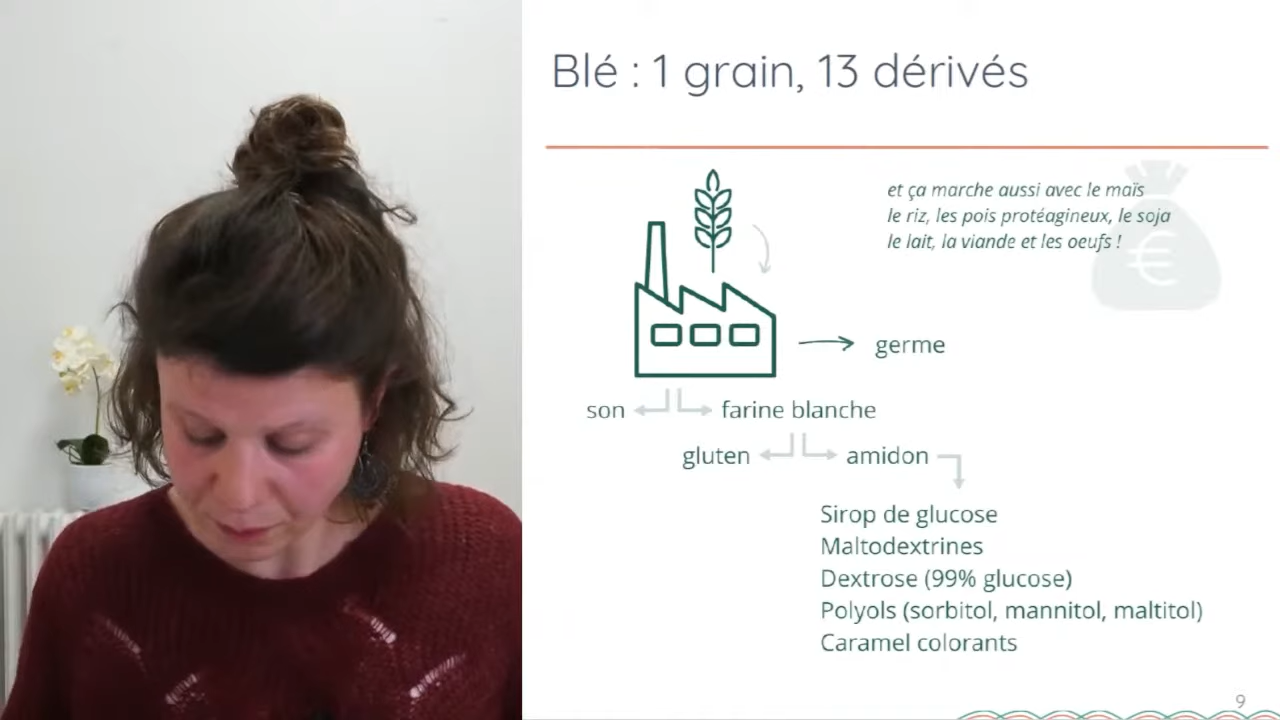 Blé : 1 grain, 13 dérivés
et ça marche aussi avec le maïs
le riz, les pois protéagineux, le soja
le lait, la viande et les oeufs !
€
germe
son
farine blanche
gluten
amidon
Sirop de glucose
Maltodextrines
Dextrose (99% glucose)
Polyols (sorbitol, mannitol, maltitol)
Caramel colorants
9